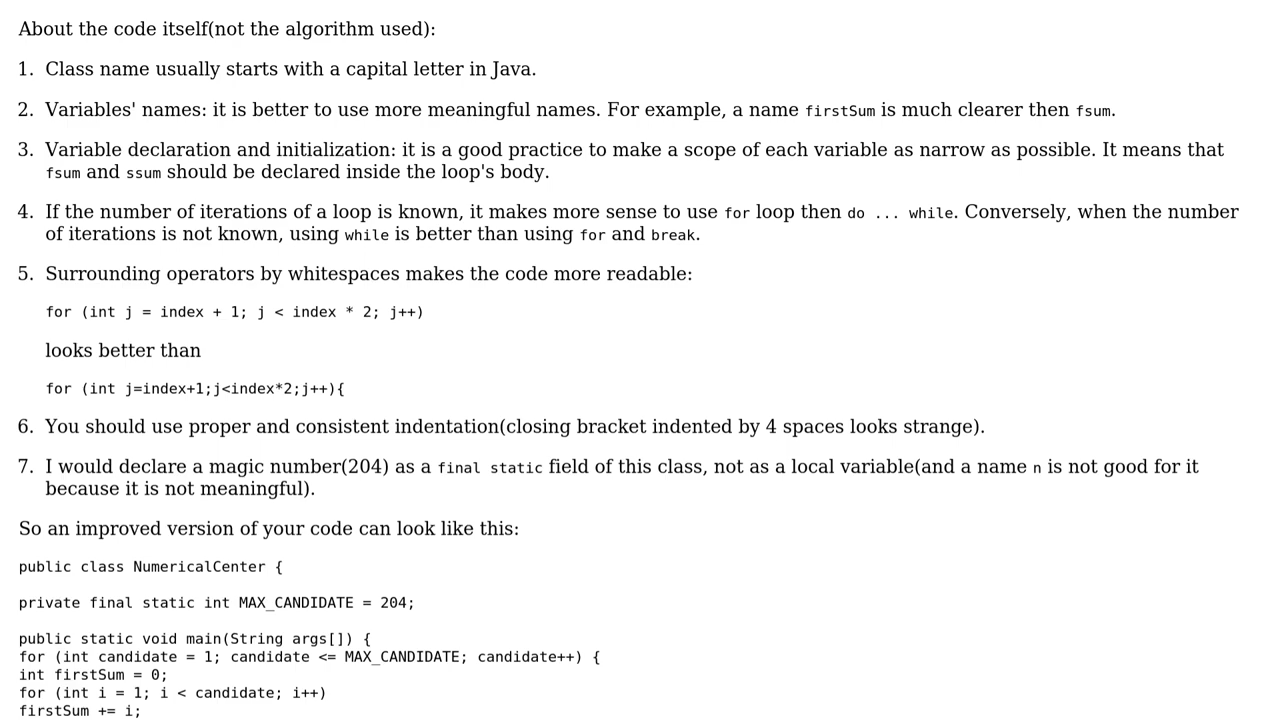 About the code itself(not the algorithm used):
1. Class name usually starts with a capital letter in Java.
2. Variables' names: it is better to use more meaningful names. For example, a name firstSum is much clearer then fsum.
3. Variable declaration and initialization: it is a good practice to make a scope of each variable as narrow as possible. It means that
fsum and ssum should be declared inside the loop's body.
4. If the number of iterations of a loop is known, it makes more sense to use for loop then do ... while. Conversely, when the number
of iterations is not known, using while is better than using for and break.
5. Surrounding operators by whitespaces makes the code more readable:
for (int j = index + 1; j < index * 2; j++)
looks better than
for (int j=index+1;j<index*2;j++){
6. You should use proper and consistent indentation(closing bracket indented by 4 spaces looks strange).
7. I would declare a magic number(204) as a final static field of this class, not as a local variable(and a name n is not good for it
because it is not meaningful).
So an improved version of your code can look like this:
public class NumericalCenter {
private final static int MAX_CANDIDATE = 204;
public static void main(String args[]) {
for (int candidate = 1; candidate <= MAX_CANDIDATE; candidate++) {
int firstSum = 0;
for (int i = 1; i < candidate; i++)
firstSum += i;